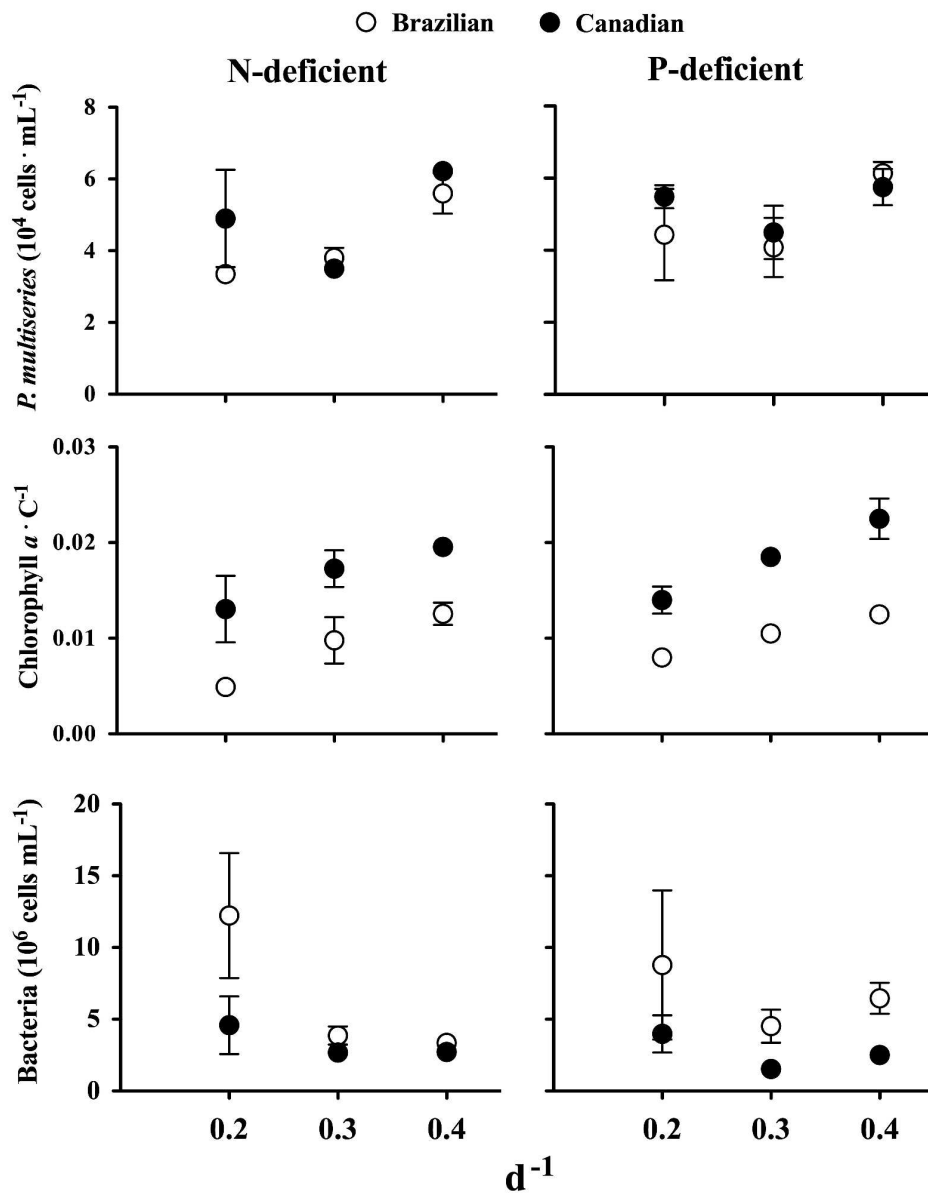 Brazilian Canadian
N-deficient P-deficient
P. multiseries (10⁴ cells · mL⁻¹)
8
6
4
2
0
Chlorophyll a · C⁻¹
0.03
0.02
0.01
0.00
Bacteria (10⁶ cells mL⁻¹)
20
15
10
5
0
0.2 0.3 0.4 0.2 0.3 0.4
d⁻¹